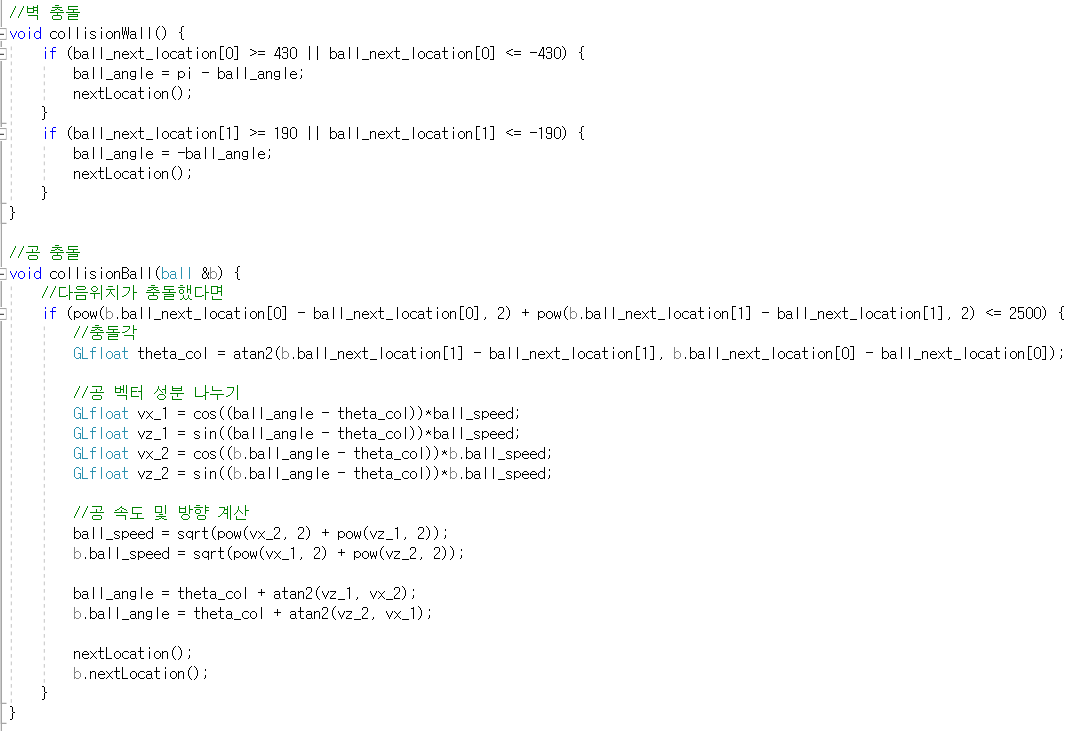 //벽 충돌
void collisionWall() {
if (ball_next_location[0] >= 430 || ball_next_location[0] <= -430) {
ball_angle = pi - ball_angle;
nextLocation();
}
if (ball_next_location[1] >= 190 || ball_next_location[1] <= -190) {
ball_angle = -ball_angle;
nextLocation();
}
}
//공 충돌
void collisionBall(ball &b) {
//다음위치가 충돌했다면
if (pow(b.ball_next_location[0] - ball_next_location[0], 2) + pow(b.ball_next_location[1] - ball_next_location[1], 2) <= 2500) {
//충돌각
GLfloat theta_col = atan2(b.ball_next_location[1] - ball_next_location[1], b.ball_next_location[0] - ball_next_location[0]);
//공 벡터 성분 나누기
GLfloat vx_1 = cos((ball_angle - theta_col))*ball_speed;
GLfloat vz_1 = sin((ball_angle - theta_col))*ball_speed;
GLfloat vx_2 = cos((b.ball_angle - theta_col))*b.ball_speed;
GLfloat vz_2 = sin((b.ball_angle - theta_col))*b.ball_speed;
//공 속도 및 방향 계산
ball_speed = sqrt(pow(vx_2, 2) + pow(vz_1, 2));
b.ball_speed = sqrt(pow(vx_1, 2) + pow(vz_2, 2));
ball_angle = theta_col + atan2(vz_1, vx_2);
b.ball_angle = theta_col + atan2(vz_2, vx_1);
nextLocation();
b.nextLocation();
}
}